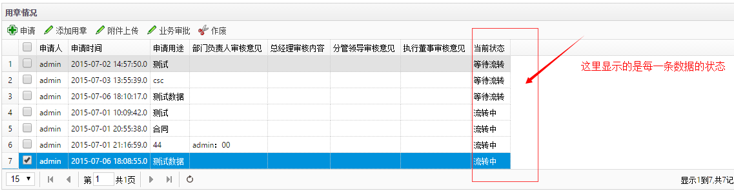 用章情况
申请 添加用章 附件上传 业务审批 作废
申请人 申请时间 申请用途 部门负责人审核意见 总经理审核内容 分管领导审核意见 执行董事审核意见 当前状态
1 admin 2015-07-02 14:57:50.0 测试 等待流转
2 admin 2015-07-03 13:55:39.0 csc 等待流转
3 admin 2015-07-06 18:10:17.0 测试数据 等待流转
4 admin 2015-07-01 10:09:42.0 测试 流转中
5 admin 2015-07-01 20:55:38.0 合同 流转中
6 admin 2015-07-01 21:16:59.0 44 admin：00 流转中
7 admin 2015-07-06 18:08:55.0 测试数据 流转中
这里显示的是每一条数据的状态
15 第 1 共1页 显示1到7,共7记